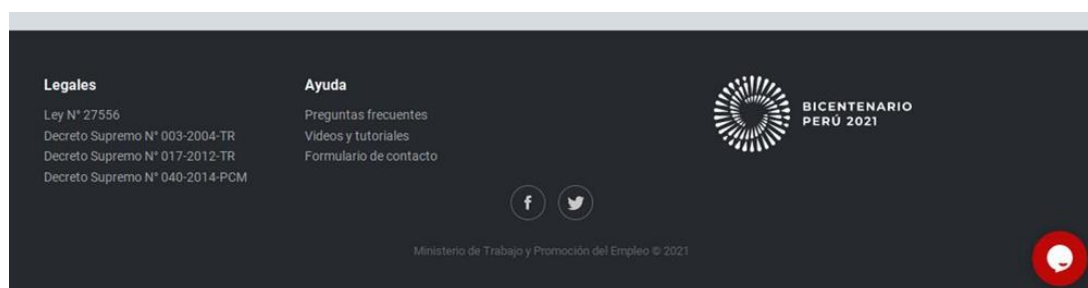 Legales
Ley N° 27556
Decreto Supremo N° 003-2004-TR
Decreto Supremo N° 017-2012-TR
Decreto Supremo N° 040-2014-PCM
Ayuda
Preguntas frecuentes
Videos y tutoriales
Formulario de contacto
BICENTENARIO
PERÚ 2021
Ministerio de Trabajo y Promoción del Empleo © 2021